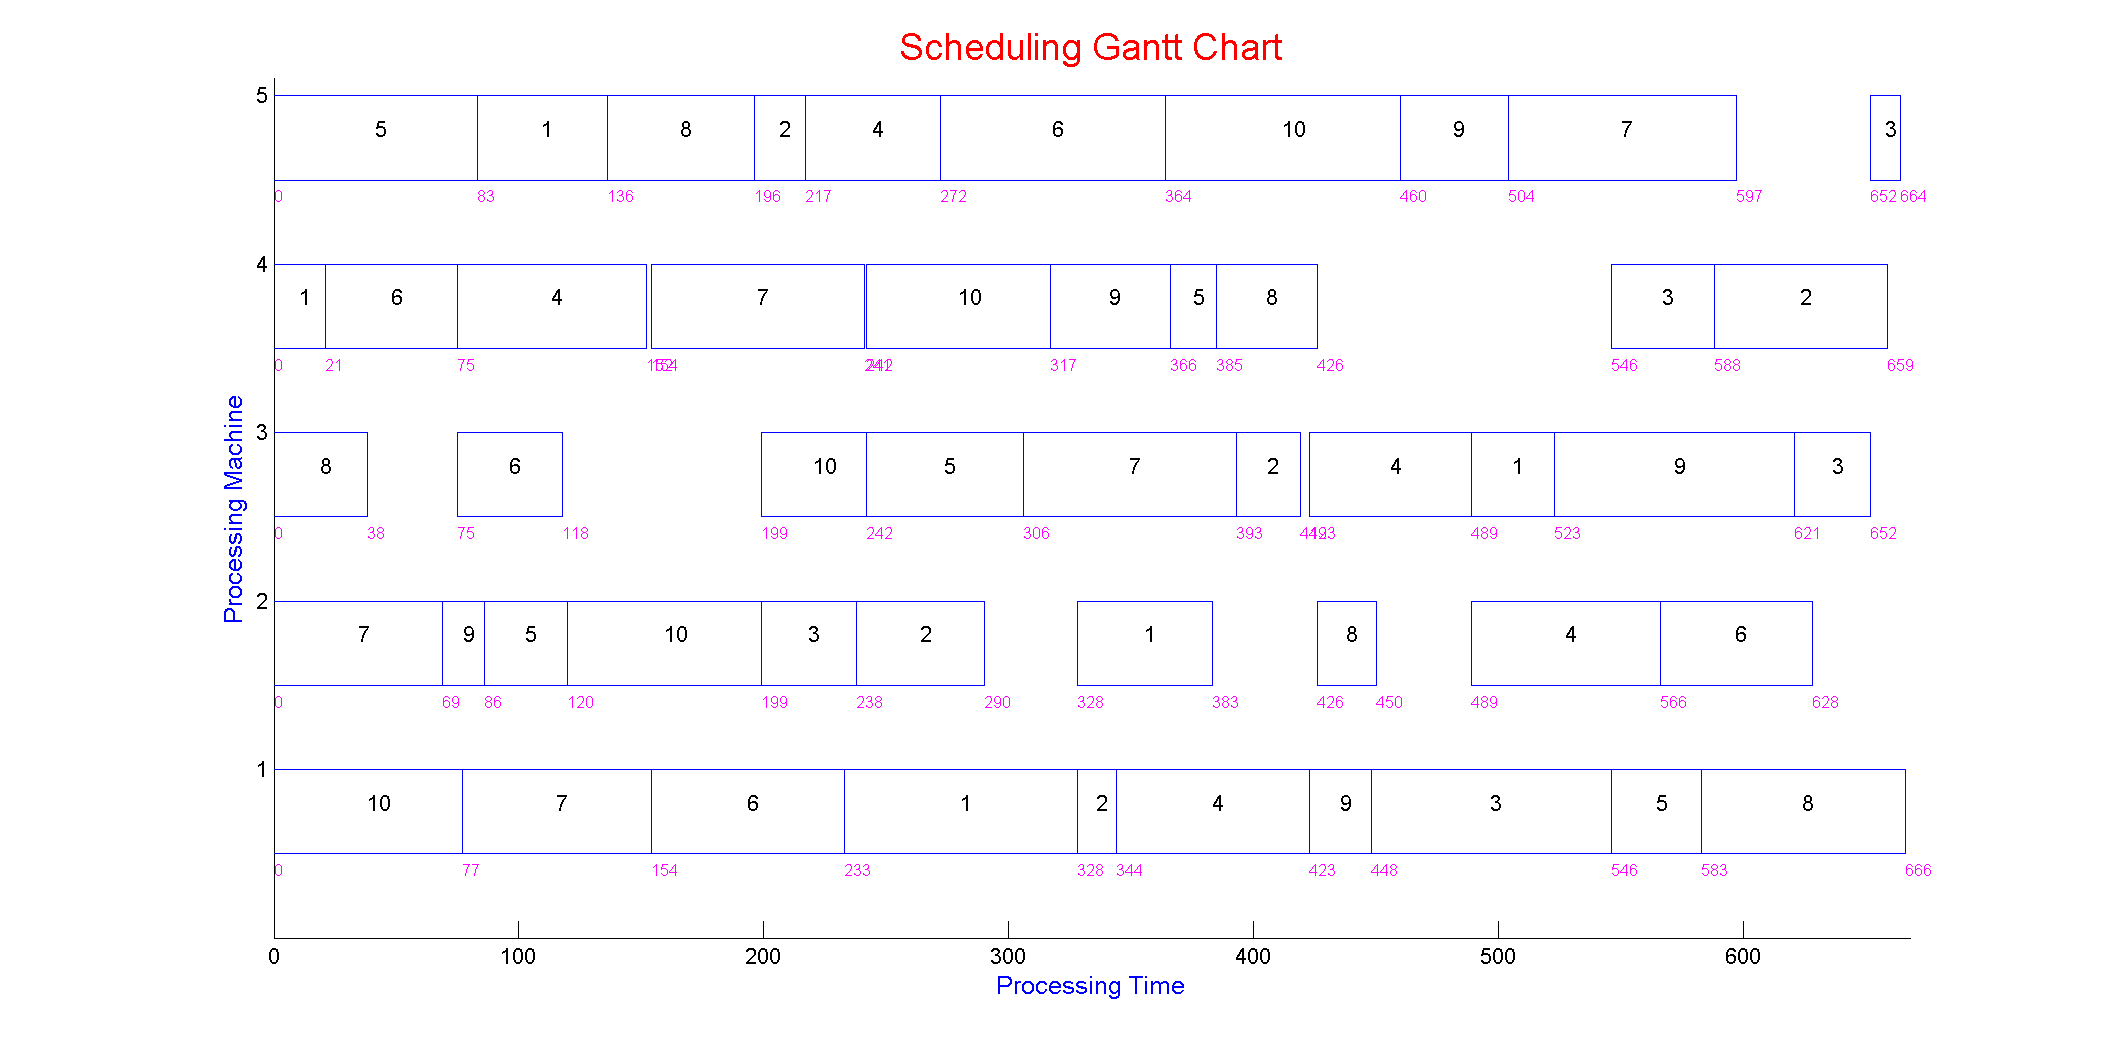 Scheduling Gantt Chart
5
5 1 8 2 4 6 10 9 7 3
0 83 136 196 217 272 364 460 504 597 652 664
4
1 6 4 7 10 9 5 8 3 2
0 21 75 152 154 241 242 317 366 385 426 546 588 659
3
8 6 10 5 7 2 4 1 9 3
0 38 75 118 199 242 306 393 419 423 489 523 621 652
2
7 9 5 10 3 2 1 8 4 6
0 69 86 120 199 238 290 328 383 426 450 489 566 628
1
10 7 6 1 2 4 9 3 5 8
0 77 154 233 328 344 423 448 546 583 666
0 100 200 300 400 500 600
Processing Time
Processing Machine